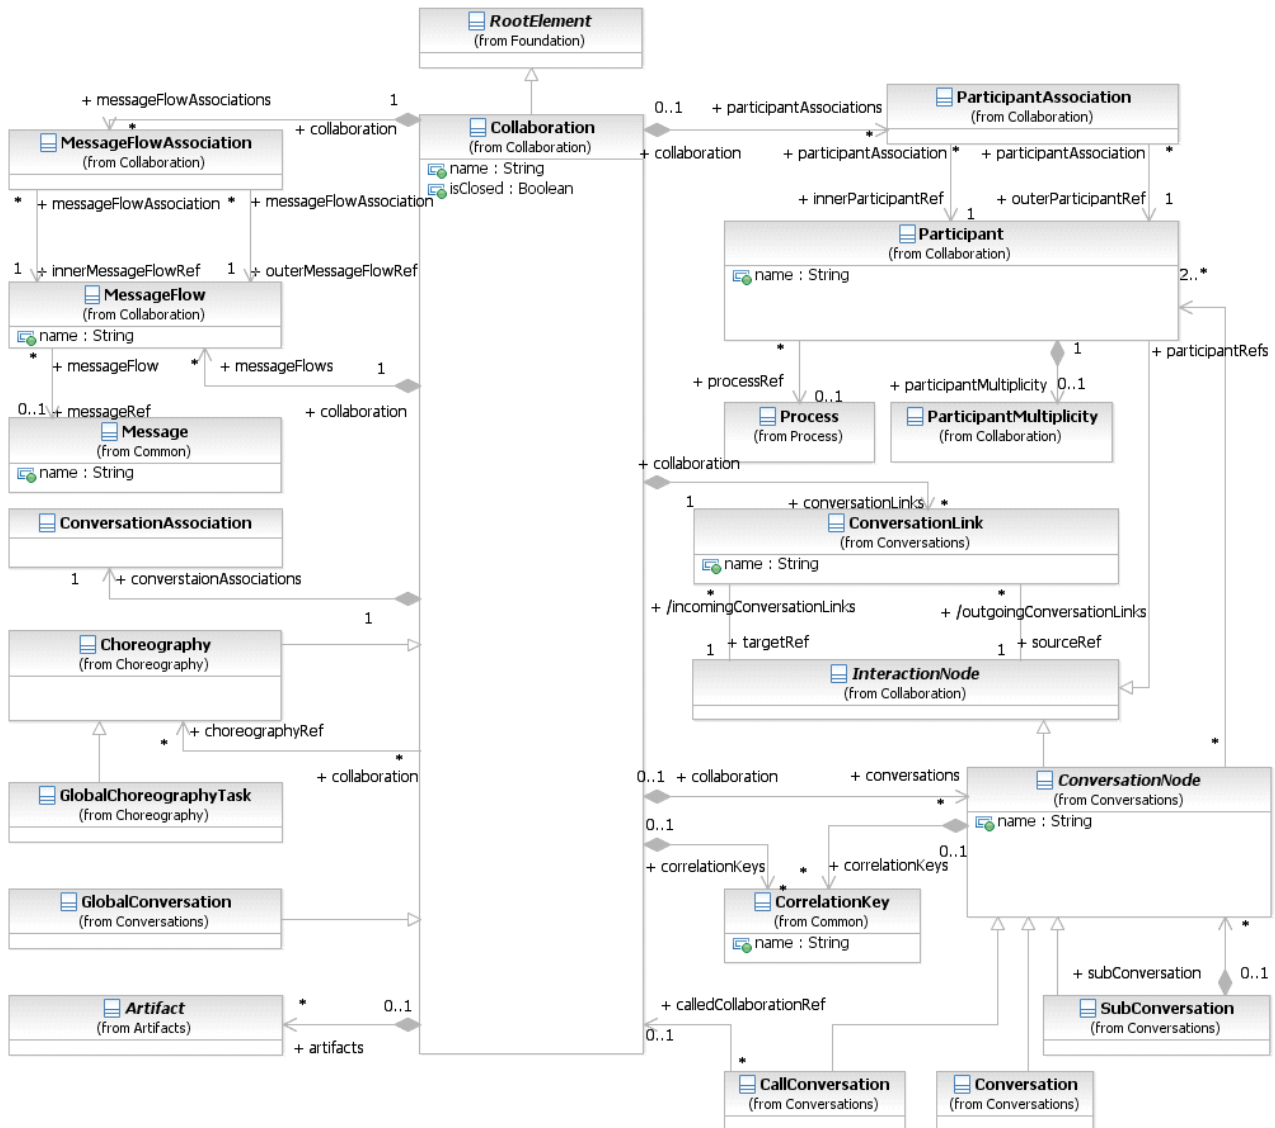 RootElement
(from Foundation)
+ messageFlowAssociations
1
*
+ collaboration
MessageFlowAssociation
(from Collaboration)
*
+ messageFlowAssociation
*
+ messageFlowAssociation
1
+ innerMessageFlowRef
1
+ outerMessageFlowRef
MessageFlow
(from Collaboration)
name : String
*
+ messageFlow
*
+ messageFlows
1
+ collaboration
0..1
+ messageRef
Message
(from Common)
name : String
ConversationAssociation
1
+ converstaionAssociations
1
Choreography
(from Choreography)
+ choreographyRef
*
*
+ collaboration
GlobalChoreographyTask
(from Choreography)
GlobalConversation
(from Conversations)
Artifact
(from Artifacts)
*
0..1
+ artifacts
Collaboration
(from Collaboration)
name : String
isClosed : Boolean
0..1
+ participantAssociations
*
+ collaboration
ParticipantAssociation
(from Collaboration)
+ participantAssociation
*
+ participantAssociation
*
+ innerParticipantRef
1
+ outerParticipantRef
1
Participant
(from Collaboration)
name : String
2..*
*
+ processRef
0..1
1
+ participantMultiplicity
0..1
+ participantRefs
Process
(from Process)
ParticipantMultiplicity
(from Collaboration)
+ collaboration
1
+ conversationLinks
*
ConversationLink
(from Conversations)
name : String
*
+ /incomingConversationLinks
*
+ /outgoingConversationLinks
1
+ targetRef
1
+ sourceRef
InteractionNode
(from Collaboration)
*
0..1
+ collaboration
+ conversations
*
ConversationNode
(from Conversations)
name : String
0..1
+ correlationKeys
*
0..1
+ correlationKeys
*
CorrelationKey
(from Common)
name : String
*
+ subConversation
0..1
SubConversation
(from Conversations)
+ calledCollaborationRef
0..1
*
CallConversation
(from Conversations)
Conversation
(from Conversations)